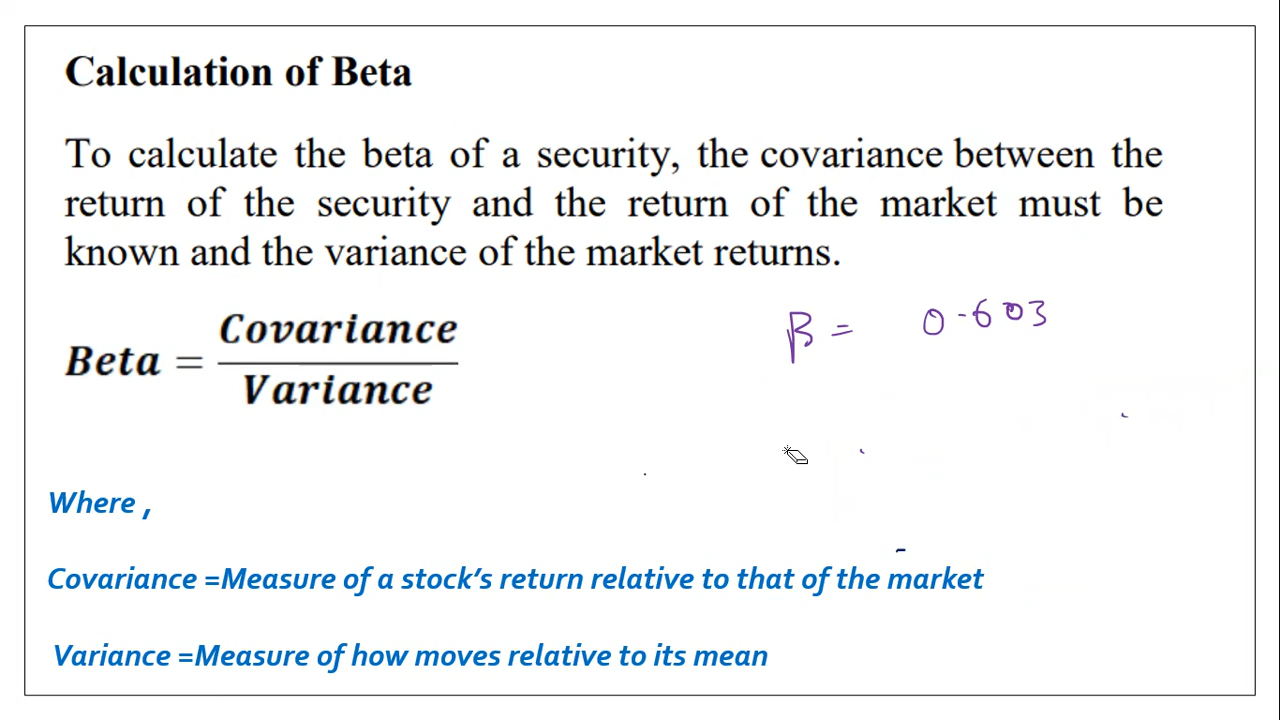 Calculation of Beta
To calculate the beta of a security, the covariance between the
return of the security and the return of the market must be
known and the variance of the market returns.
Beta = Covariance / Variance
β = 0.603
Where ,
Covariance =Measure of a stock’s return relative to that of the market
Variance =Measure of how moves relative to its mean